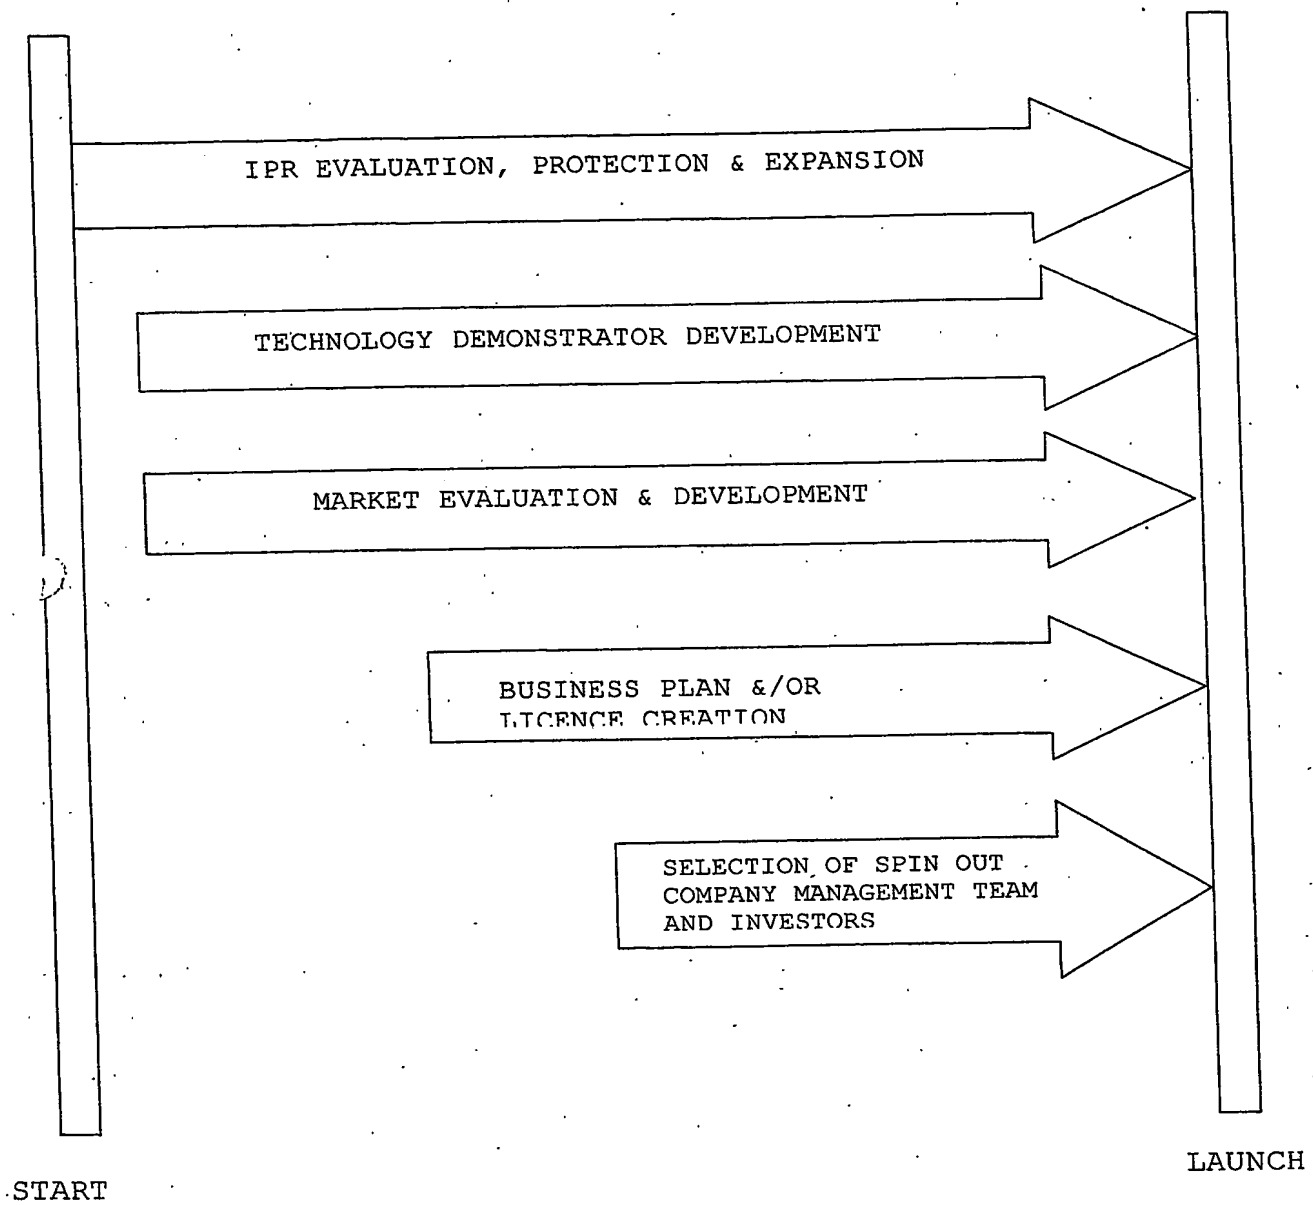 IPR EVALUATION, PROTECTION & EXPANSION
TECHNOLOGY DEMONSTRATOR DEVELOPMENT
MARKET EVALUATION & DEVELOPMENT
BUSINESS PLAN &/OR
LICENCE CREATION
SELECTION OF SPIN OUT
COMPANY MANAGEMENT TEAM
AND INVESTORS
START
LAUNCH